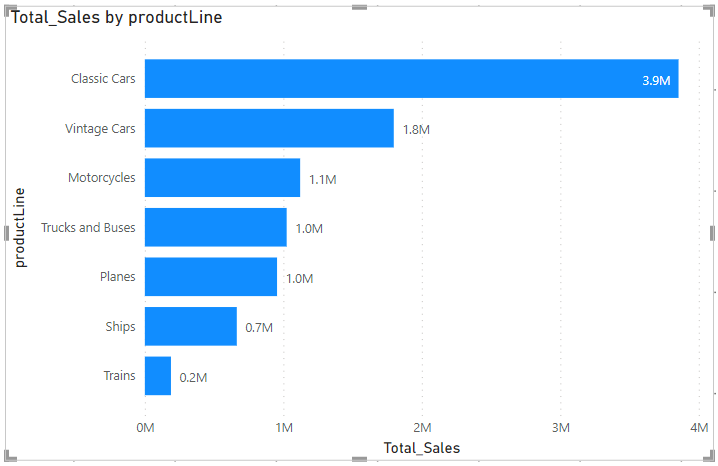 Total_Sales by productLine
productLine
Classic Cars 3.9M
Vintage Cars 1.8M
Motorcycles 1.1M
Trucks and Buses 1.0M
Planes 1.0M
Ships 0.7M
Trains 0.2M
0M 1M 2M 3M 4M
Total_Sales